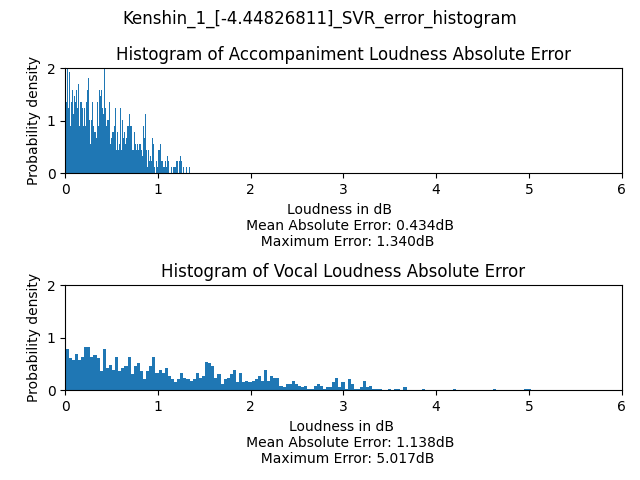 Kenshin_1_[-4.44826811]_SVR_error_histogram
Histogram of Accompaniment Loudness Absolute Error
Probability density
2
1
0
0 1 2 3 4 5 6
Loudness in dB
Mean Absolute Error: 0.434dB
Maximum Error: 1.340dB
Histogram of Vocal Loudness Absolute Error
Probability density
2
1
0
0 1 2 3 4 5 6
Loudness in dB
Mean Absolute Error: 1.138dB
Maximum Error: 5.017dB